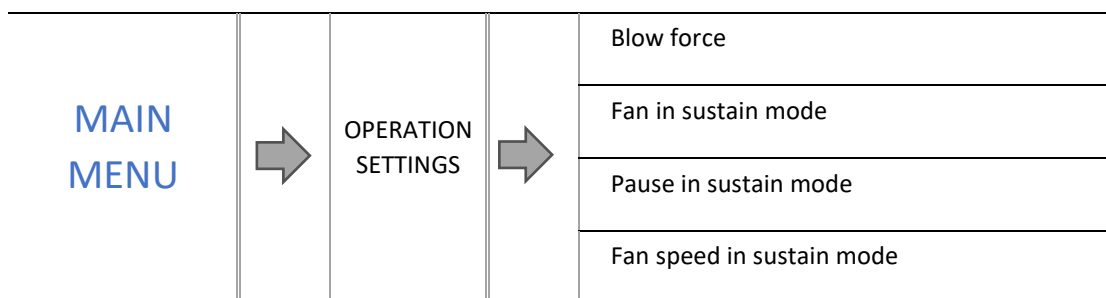 MAIN
MENU
OPERATION
SETTINGS
Blow force
Fan in sustain mode
Pause in sustain mode
Fan speed in sustain mode